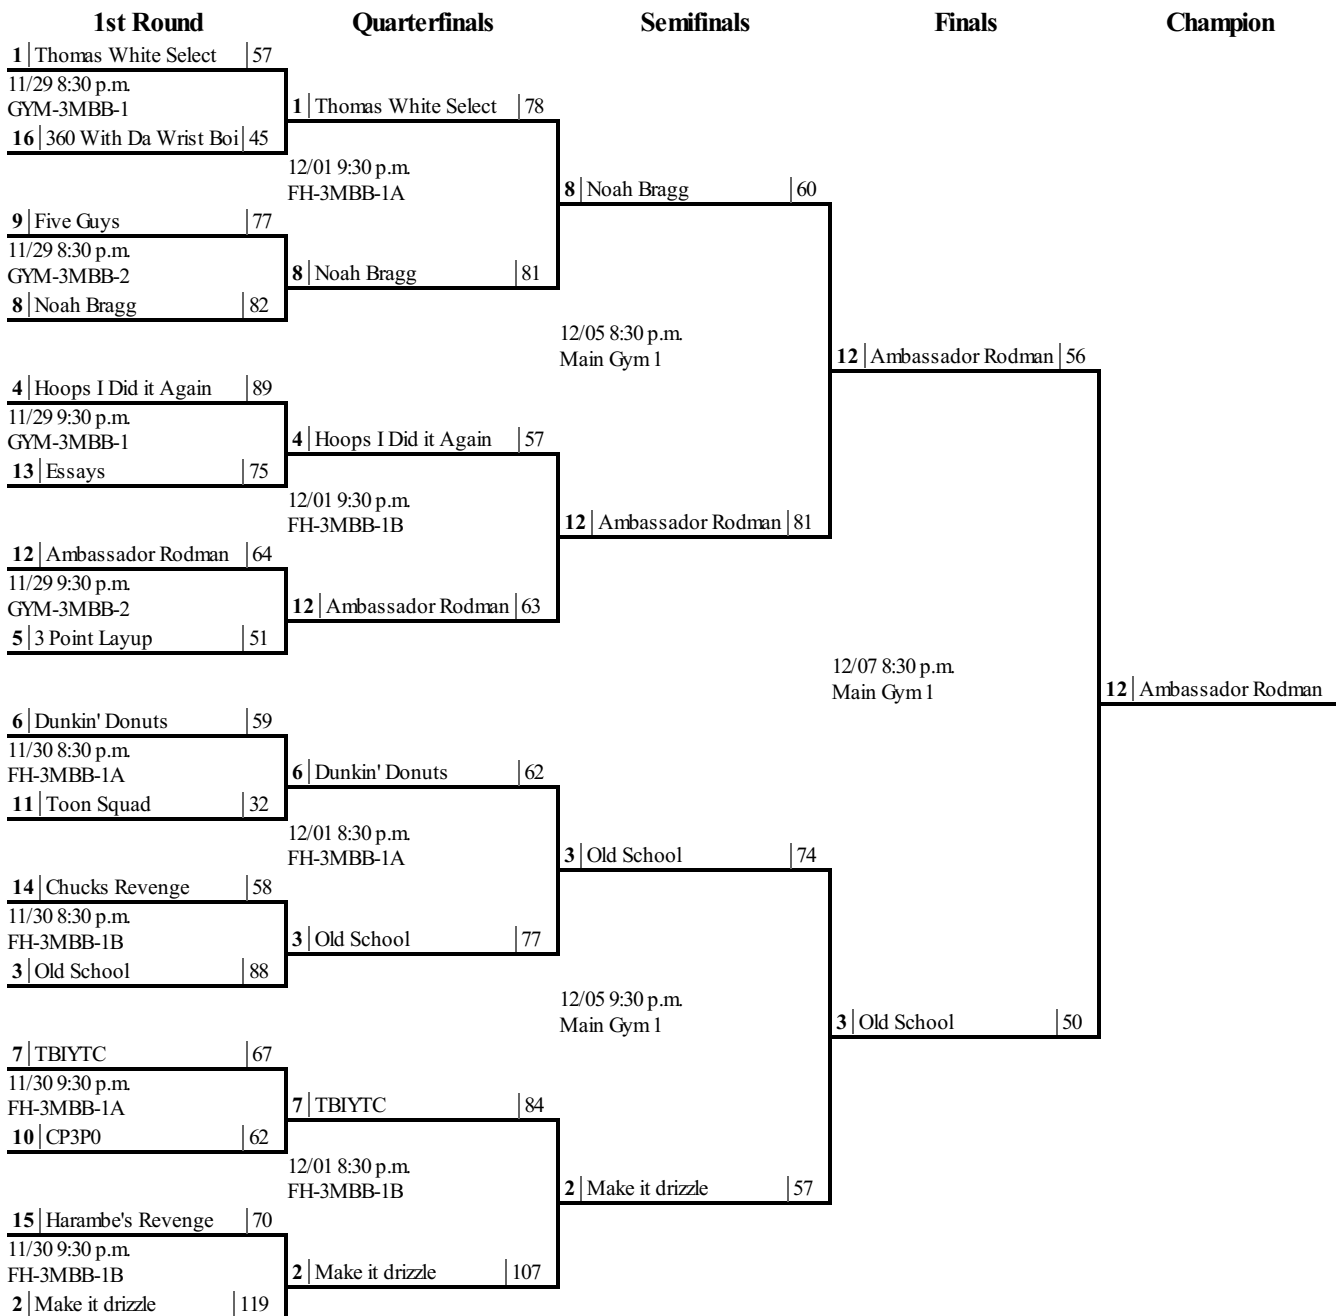 1st Round Quarterfinals Semifinals Finals Champion
1 Thomas White Select 57
11/29 8:30 p.m.
GYM-3MBB-1
1 Thomas White Select 78
16 360 With Da Wrist Boi 45
12/01 9:30 p.m.
FH-3MBB-1A
8 Noah Bragg 60
9 Five Guys 77
11/29 8:30 p.m.
GYM-3MBB-2
8 Noah Bragg 81
8 Noah Bragg 82
12/05 8:30 p.m.
Main Gym 1
12 Ambassador Rodman 56
4 Hoops I Did it Again 89
11/29 9:30 p.m.
GYM-3MBB-1
4 Hoops I Did it Again 57
13 Essays 75
12/01 9:30 p.m.
FH-3MBB-1B
12 Ambassador Rodman 81
12 Ambassador Rodman 64
11/29 9:30 p.m.
GYM-3MBB-2
12 Ambassador Rodman 63
5 3 Point Layup 51
12/07 8:30 p.m.
Main Gym 1
12 Ambassador Rodman
6 Dunkin' Donuts 59
11/30 8:30 p.m.
FH-3MBB-1A
6 Dunkin' Donuts 62
11 Toon Squad 32
12/01 8:30 p.m.
FH-3MBB-1A
3 Old School 74
14 Chucks Revenge 58
11/30 8:30 p.m.
FH-3MBB-1B
3 Old School 77
3 Old School 88
12/05 9:30 p.m.
Main Gym 1
3 Old School 50
7 TBIYTC 67
11/30 9:30 p.m.
FH-3MBB-1A
7 TBIYTC 84
10 CP3P0 62
12/01 8:30 p.m.
FH-3MBB-1B
2 Make it drizzle 57
15 Harambe's Revenge 70
11/30 9:30 p.m.
FH-3MBB-1B
2 Make it drizzle 107
2 Make it drizzle 119